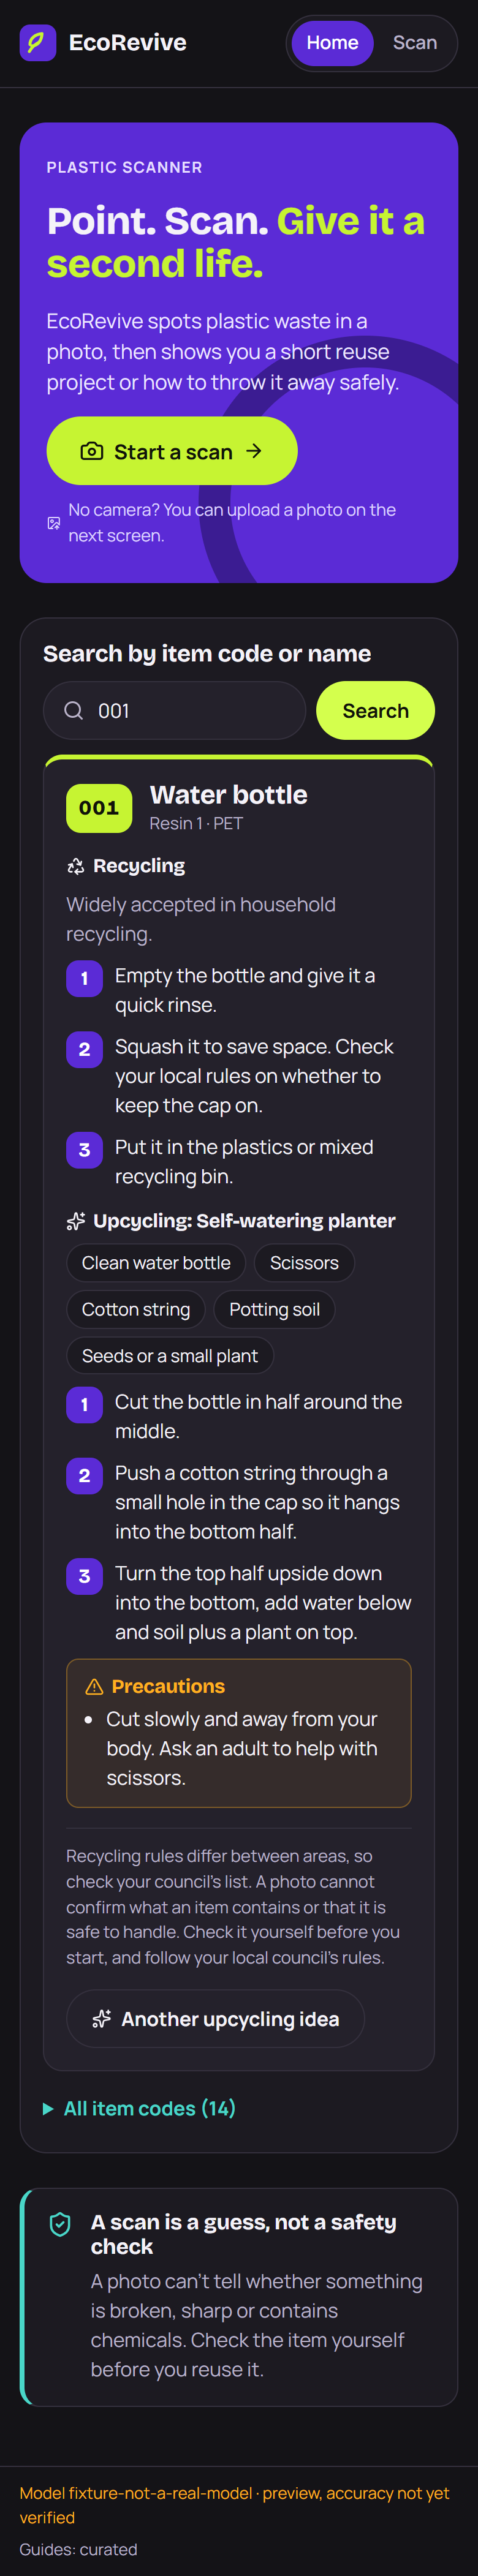 EcoRevive
Home
Scan
PLASTIC SCANNER
Point. Scan. Give it a
second life.
EcoRevive spots plastic waste in a
photo, then shows you a short reuse
project or how to throw it away safely.
Start a scan
No camera? You can upload a photo on the
next screen.
Search by item code or name
001
Search
001
Water bottle
Resin 1 · PET
Recycling
Widely accepted in household
recycling.
1
Empty the bottle and give it a
quick rinse.
2
Squash it to save space. Check
your local rules on whether to
keep the cap on.
3
Put it in the plastics or mixed
recycling bin.
Upcycling: Self-watering planter
Clean water bottle
Scissors
Cotton string
Potting soil
Seeds or a small plant
1
Cut the bottle in half around the
middle.
2
Push a cotton string through a
small hole in the cap so it hangs
into the bottom half.
3
Turn the top half upside down
into the bottom, add water below
and soil plus a plant on top.
Precautions
• Cut slowly and away from your
body. Ask an adult to help with
scissors.
Recycling rules differ between areas, so
check your council's list. A photo cannot
confirm what an item contains or that it is
safe to handle. Check it yourself before you
start, and follow your local council's rules.
Another upcycling idea
All item codes (14)
A scan is a guess, not a safety
check
A photo can't tell whether something
is broken, sharp or contains
chemicals. Check the item yourself
before you reuse it.
Model fixture-not-a-real-model · preview, accuracy not yet
verified
Guides: curated